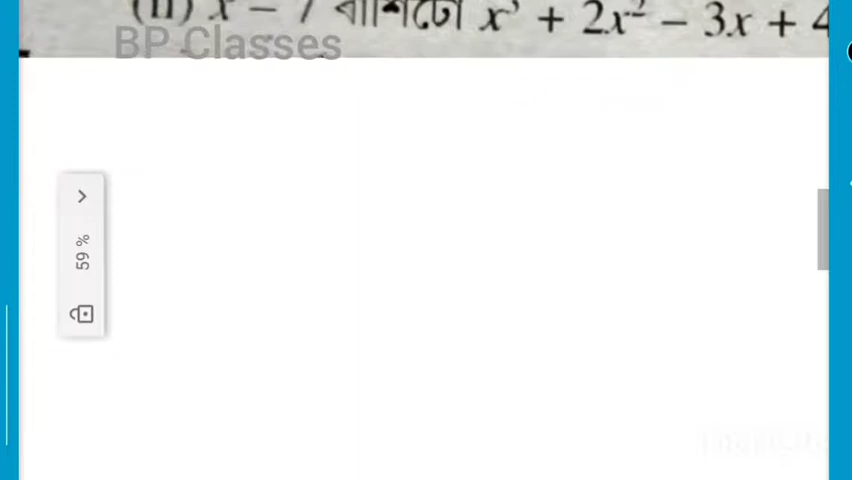 (ii) x − 7 ৰাশিটো x³ + 2x² − 3x + 4
BP Classes
59 %